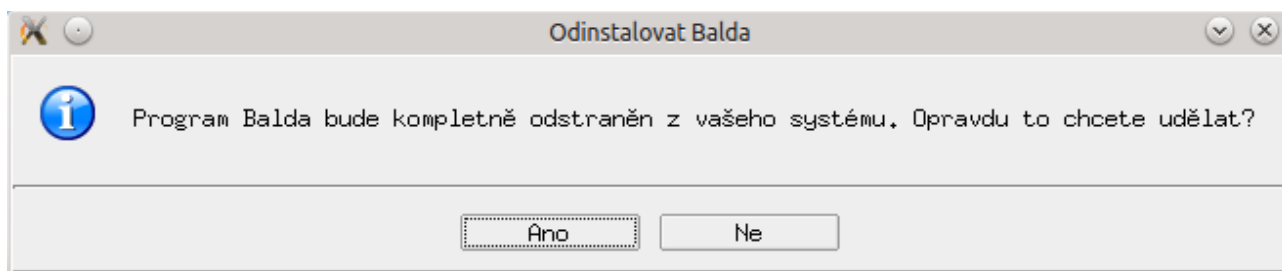 Odinstalovat Balda
Program Balda bude kompletně odstraněn z vašeho systému. Opravdu to chcete udělat?
Ano Ne